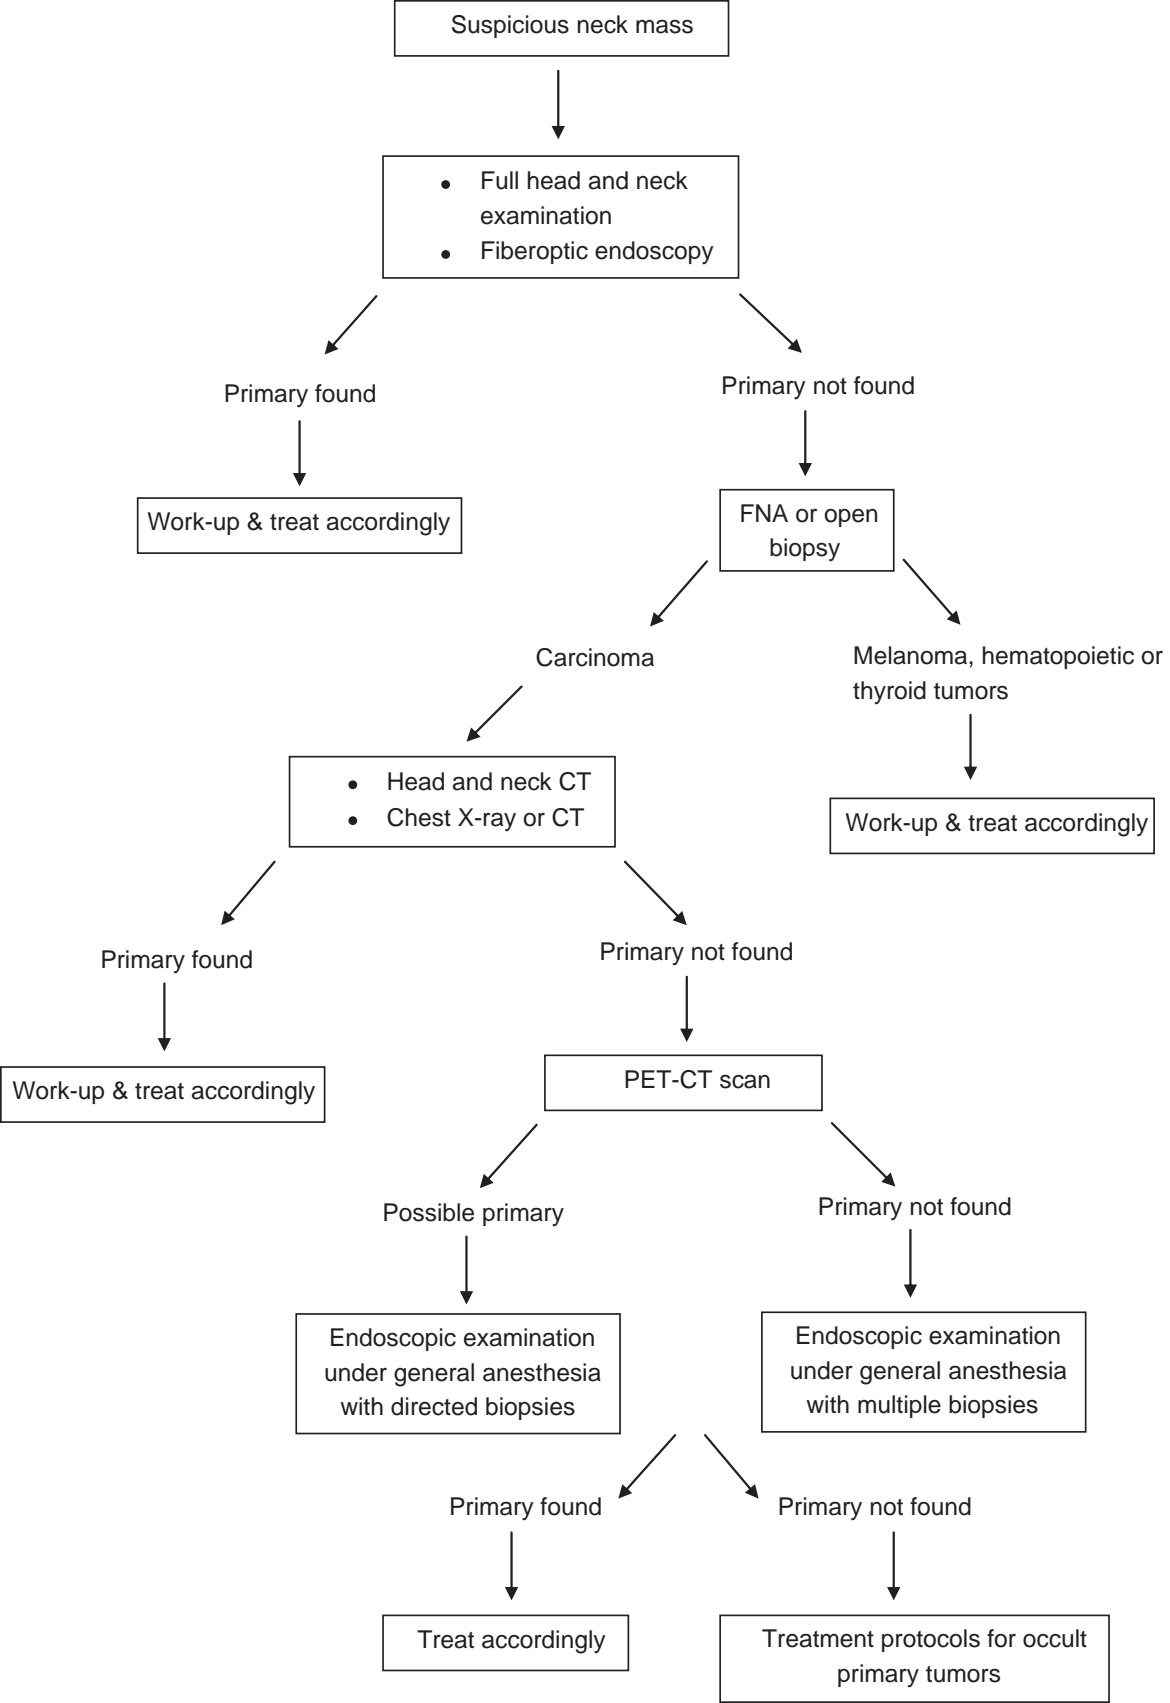 Suspicious neck mass
● Full head and neck
examination
● Fiberoptic endoscopy
Primary found
Primary not found
Work-up & treat accordingly
FNA or open
biopsy
Carcinoma
Melanoma, hematopoietic or
thyroid tumors
● Head and neck CT
● Chest X-ray or CT
Work-up & treat accordingly
Primary found
Primary not found
Work-up & treat accordingly
PET-CT scan
Possible primary
Primary not found
Endoscopic examination
under general anesthesia
with directed biopsies
Endoscopic examination
under general anesthesia
with multiple biopsies
Primary found
Primary not found
Treat accordingly
Treatment protocols for occult
primary tumors